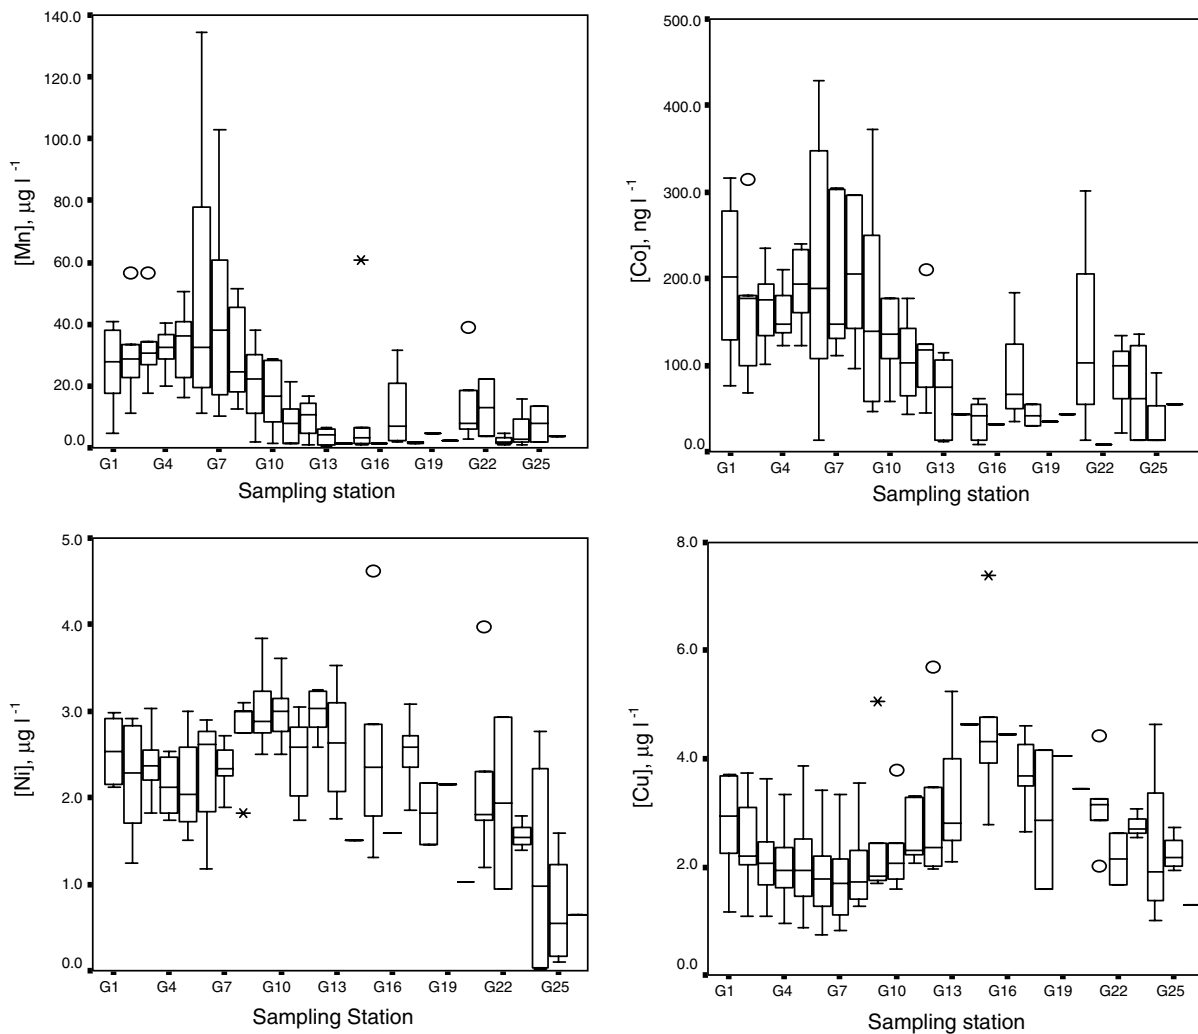 140.0
120.0
100.0
80.0
60.0
40.0
20.0
0.0
[Mn], µg l⁻¹
G1 G4 G7 G10 G13 G16 G19 G22 G25
Sampling station
500.0
400.0
300.0
200.0
100.0
0.0
[Co], ng l⁻¹
G1 G4 G7 G10 G13 G16 G19 G22 G25
Sampling station
5.0
4.0
3.0
2.0
1.0
0.0
[Ni], µg l⁻¹
G1 G4 G7 G10 G13 G16 G19 G22 G25
Sampling Station
8.0
6.0
4.0
2.0
0.0
[Cu], µg l⁻¹
G1 G4 G7 G10 G13 G16 G19 G22 G25
Sampling station